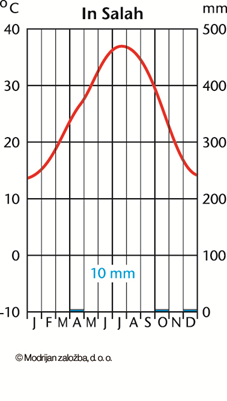 °C In Salah mm
40 500
30 400
20 300
10 200
0 100
10 mm
-10 0
J F M A M J J A S O N D
© Modrijan založba, d. o. o.